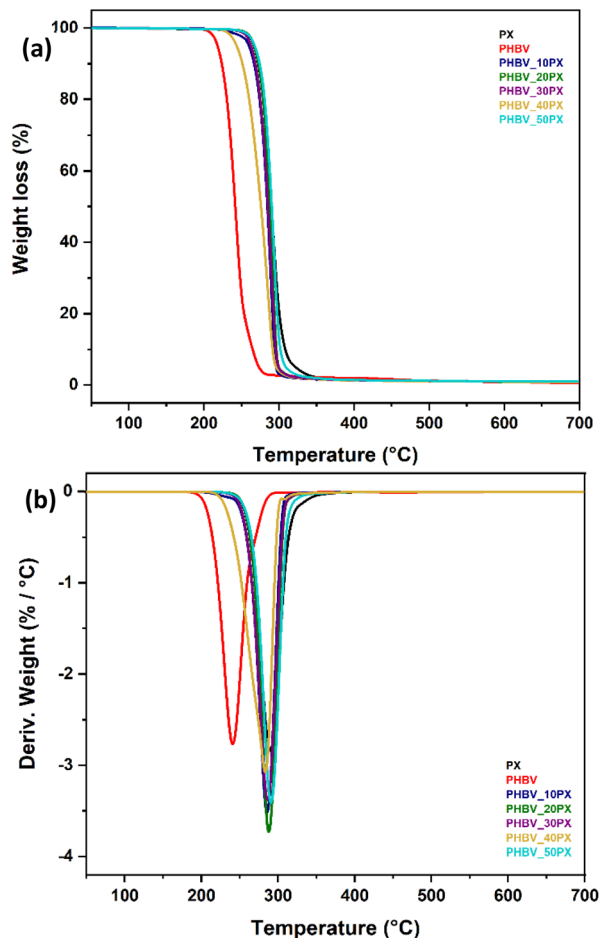 (a)
PX
PHBV
PHBV_10PX
PHBV_20PX
PHBV_30PX
PHBV_40PX
PHBV_50PX
Weight loss (%)
100
80
60
40
20
0
100 200 300 400 500 600 700
Temperature (°C)
(b)
Deriv. Weight (% / °C)
0
-1
-2
-3
-4
PX
PHBV
PHBV_10PX
PHBV_20PX
PHBV_30PX
PHBV_40PX
PHBV_50PX
100 200 300 400 500 600 700
Temperature (°C)